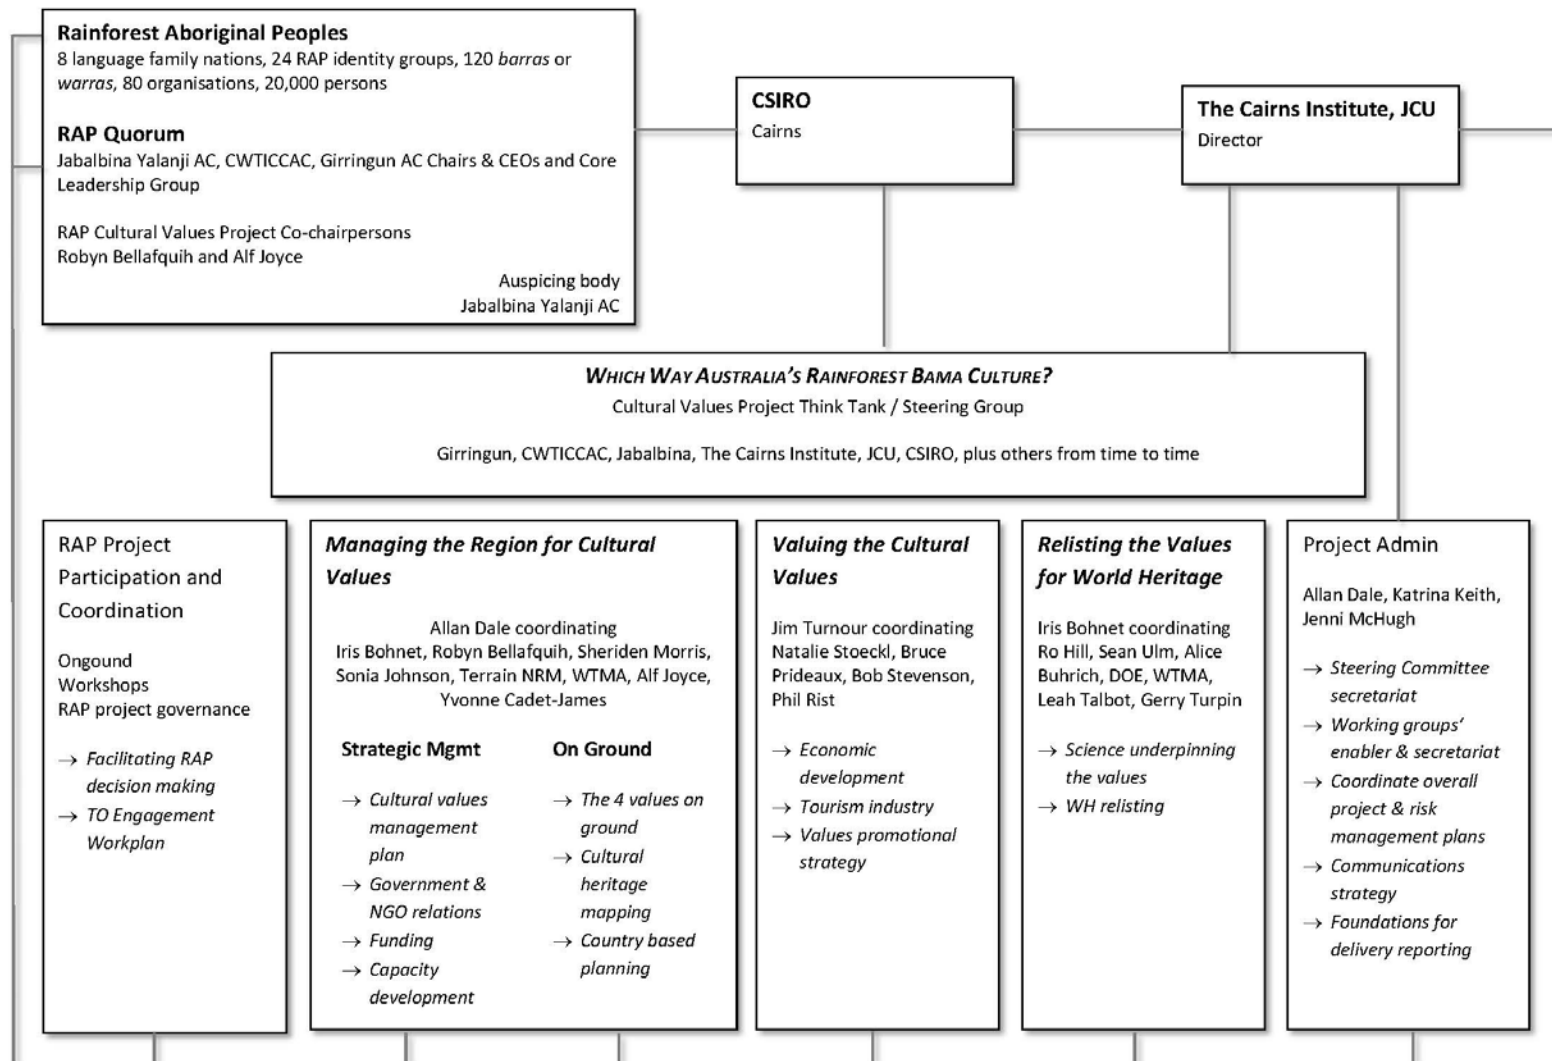 Rainforest Aboriginal Peoples
8 language family nations, 24 RAP identity groups, 120 barras or
warras, 80 organisations, 20,000 persons
RAP Quorum
Jabalbina Yalanji AC, CWTICCAC, Girringun AC Chairs & CEOs and Core
Leadership Group
RAP Cultural Values Project Co-chairpersons
Robyn Bellafquih and Alf Joyce
Auspicing body
Jabalbina Yalanji AC
CSIRO
Cairns
The Cairns Institute, JCU
Director
WHICH WAY AUSTRALIA'S RAINFOREST BAMA CULTURE?
Cultural Values Project Think Tank / Steering Group
Girringun, CWTICCAC, Jabalbina, The Cairns Institute, JCU, CSIRO, plus others from time to time
RAP Project
Participation and
Coordination
Ongound
Workshops
RAP project governance
→ Facilitating RAP
decision making
→ TO Engagement
Workplan
Managing the Region for Cultural
Values
Allan Dale coordinating
Iris Bohnet, Robyn Bellafquih, Sheriden Morris,
Sonia Johnson, Terrain NRM, WTMA, Alf Joyce,
Yvonne Cadet-James
Strategic Mgmt
→ Cultural values
management
plan
→ Government &
NGO relations
→ Funding
→ Capacity
development
On Ground
→ The 4 values on
ground
→ Cultural
heritage
mapping
→ Country based
planning
Valuing the Cultural
Values
Jim Turnour coordinating
Natalie Stoeckl, Bruce
Prideaux, Bob Stevenson,
Phil Rist
→ Economic
development
→ Tourism industry
→ Values promotional
strategy
Relisting the Values
for World Heritage
Iris Bohnet coordinating
Ro Hill, Sean Ulm, Alice
Buhrich, DOE, WTMA,
Leah Talbot, Gerry Turpin
→ Science underpinning
the values
→ WH relisting
Project Admin
Allan Dale, Katrina Keith,
Jenni McHugh
→ Steering Committee
secretariat
→ Working groups‘
enabler & secretariat
→ Coordinate overall
project & risk
management plans
→ Communications
strategy
→ Foundations for
delivery reporting